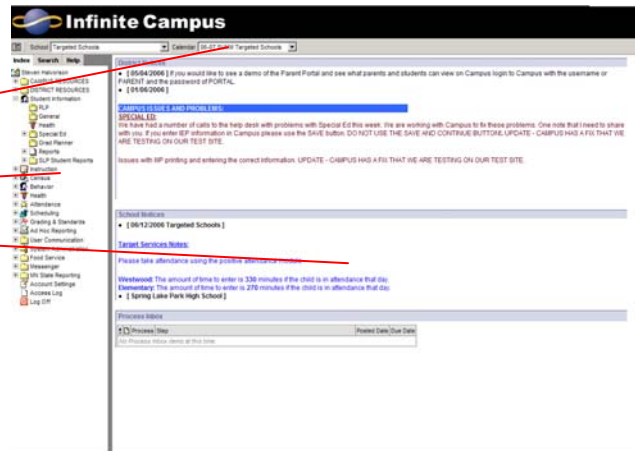 Infinite Campus
School Targeted Schools Calendar 06-07 Targeted Schools
Index Search Help
Steven Halvorson
CAMPUS RESOURCES
DISTRICT RESOURCES
Student Information
PLP
General
Health
Special Ed
Grad Planner
Reports
SLP Student Reports
Instruction
Census
Behavior
Health
Attendance
Scheduling
Grading & Standards
Ad Hoc Reporting
User Communication
System Administration
Food Service
Messenger
MN State Reporting
Account Settings
Access Log
Log Off
District Notices
• [ 05/04/2006 ] If you would like to see a demo of the Parent Portal and see what parents and students can view on Campus login to Campus with the username or
PARENT and the password of PORTAL.
• [ 01/06/2006 ]
CAMPUS ISSUES AND PROBLEMS:
SPECIAL ED:
We have had a number of calls to the help desk with problems with Special Ed this week. We are working with Campus to fix these problems. One note that I need to share
with you. If you enter IEP information in Campus please use the SAVE button. DO NOT USE THE SAVE AND CONTINUE BUTTON. UPDATE - CAMPUS HAS A FIX THAT WE
ARE TESTING ON OUR TEST SITE.
Issues with IIIP printing and entering the correct information. UPDATE - CAMPUS HAS A FIX THAT WE ARE TESTING ON OUR TEST SITE.
School Notices
• [ 06/12/2006 Targeted Schools ]
Target Services Notes:
Please take attendance using the positive attendance
Westwood: The amount of time to enter is 330 minutes if the child is in attendance that day.
Elementary: The amount of time to enter is 270 minutes if the child is in attendance that day.
• [ Spring Lake Park High School ]
Process Inbox
Process Step Posted Date Due Date
No Process Inbox items at this time